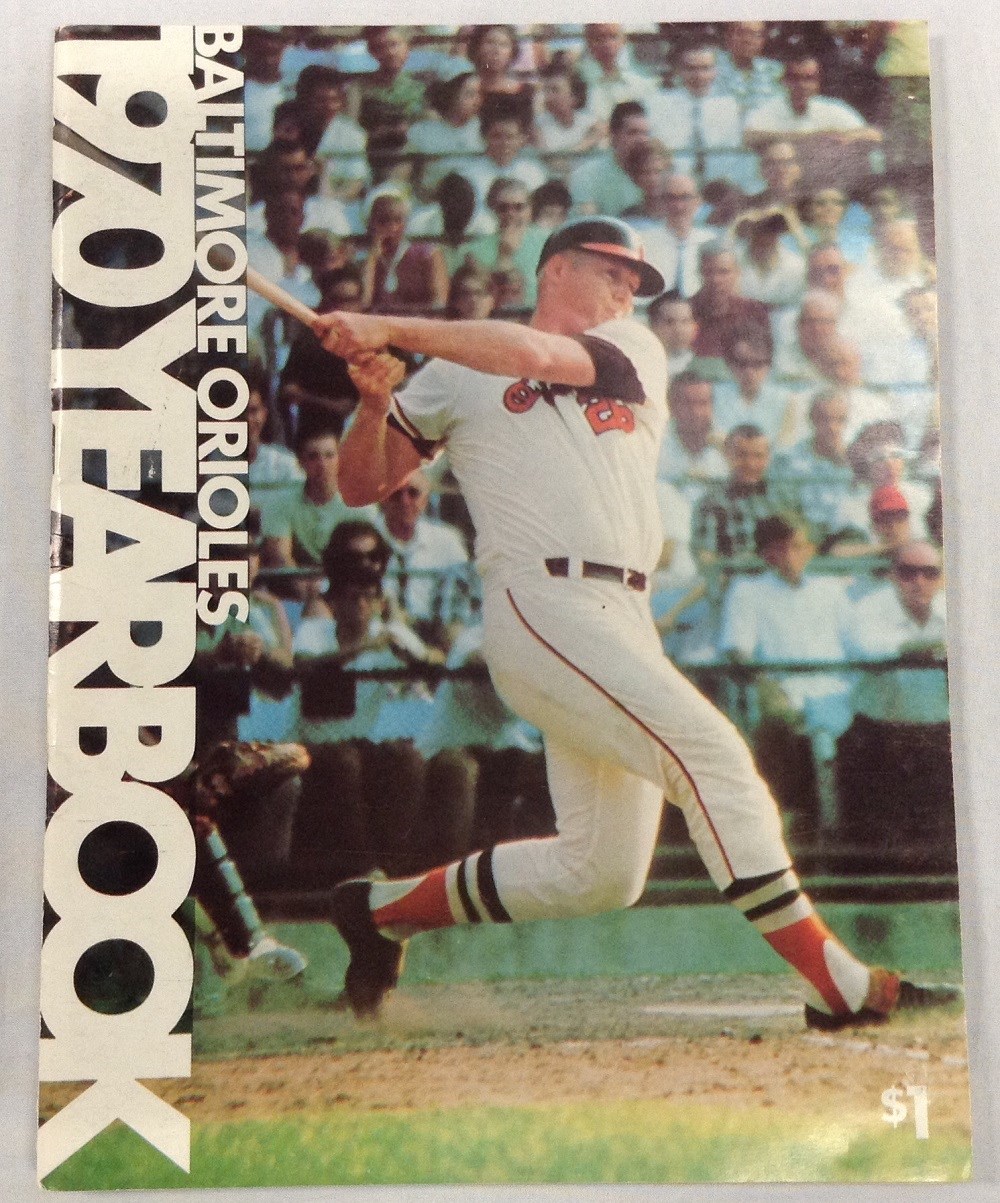 BALTIMORE ORIOLES
1970 YEARBOOK
$1